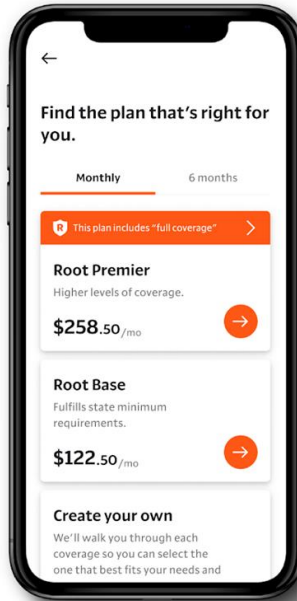 Find the plan that's right for
you.
Monthly 6 months
R This plan includes "full coverage"
Root Premier
Higher levels of coverage.
$258.50/mo
Root Base
Fulfills state minimum
requirements.
$122.50/mo
Create your own
We'll walk you through each
coverage so you can select the
one that best fits your needs and